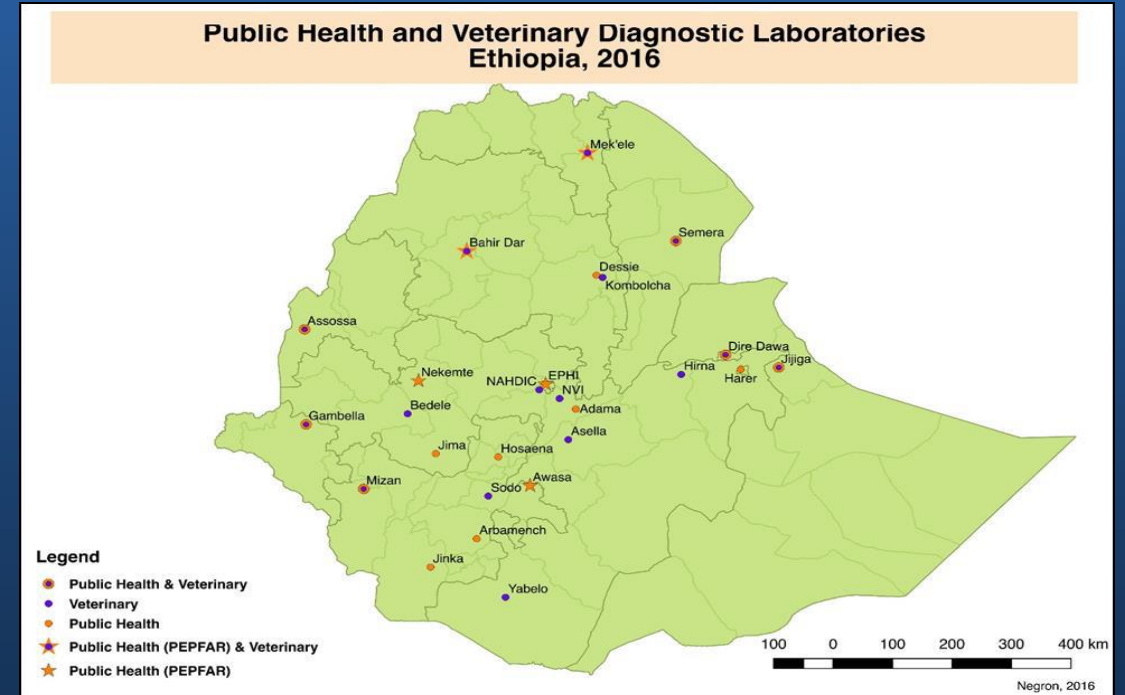 Public Health and Veterinary Diagnostic Laboratories
Ethiopia, 2016
Mek'ele
Semera
Bahir Dar
Dessie
Kombolcha
Assossa
Dire Dawa
Jijiga
Hirna
Harer
Nekemte
EPHI
NAHDIC
NVI
Bedele
Adama
Gambella
Asella
Jima
Hosaena
Mizan
Awasa
Sodo
Arbamench
Jinka
Yabelo
Legend
Public Health & Veterinary
Veterinary
Public Health
Public Health (PEPFAR) & Veterinary
Public Health (PEPFAR)
100 0 100 200 300 400 km
Negron, 2016